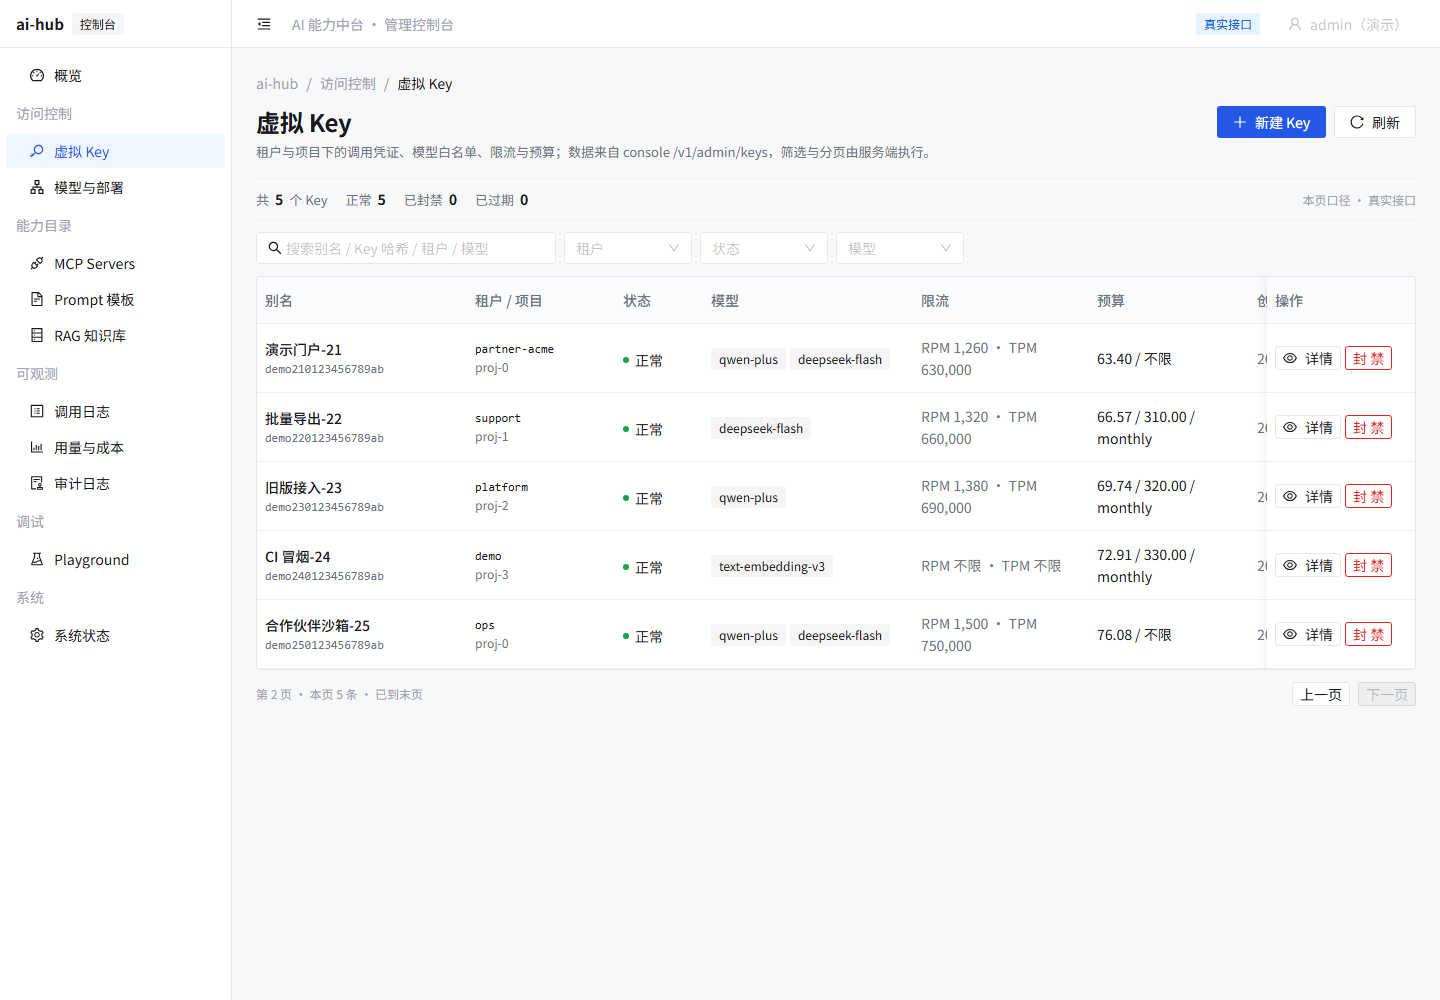 ai-hub 控制台
AI 能力中台 · 管理控制台
真实接口
admin（演示）
概览
访问控制
虚拟 Key
模型与部署
能力目录
MCP Servers
Prompt 模板
RAG 知识库
可观测
调用日志
用量与成本
审计日志
调试
Playground
系统
系统状态
ai-hub / 访问控制 / 虚拟 Key
虚拟 Key
新建 Key
刷新
租户与项目下的调用凭证、模型白名单、限流与预算；数据来自 console /v1/admin/keys，筛选与分页由服务端执行。
共 5 个 Key 正常 5 已封禁 0 已过期 0
本页口径 · 真实接口
搜索别名 / Key 哈希 / 租户 / 模型
租户
状态
模型
别名 租户 / 项目 状态 模型 限流 预算 操作
演示门户-21
demo210123456789ab
partner-acme
proj-0
正常
qwen-plus deepseek-flash
RPM 1,260 · TPM
630,000
63.40 / 不限
详情 封 禁
批量导出-22
demo220123456789ab
support
proj-1
正常
deepseek-flash
RPM 1,320 · TPM
660,000
66.57 / 310.00 /
monthly
详情 封 禁
旧版接入-23
demo230123456789ab
platform
proj-2
正常
qwen-plus
RPM 1,380 · TPM
690,000
69.74 / 320.00 /
monthly
详情 封 禁
CI 冒烟-24
demo240123456789ab
demo
proj-3
正常
text-embedding-v3
RPM 不限 · TPM 不限
72.91 / 330.00 /
monthly
详情 封 禁
合作伙伴沙箱-25
demo250123456789ab
ops
proj-0
正常
qwen-plus deepseek-flash
RPM 1,500 · TPM
750,000
76.08 / 不限
详情 封 禁
第 2 页 · 本页 5 条 · 已到末页
上一页
下一页